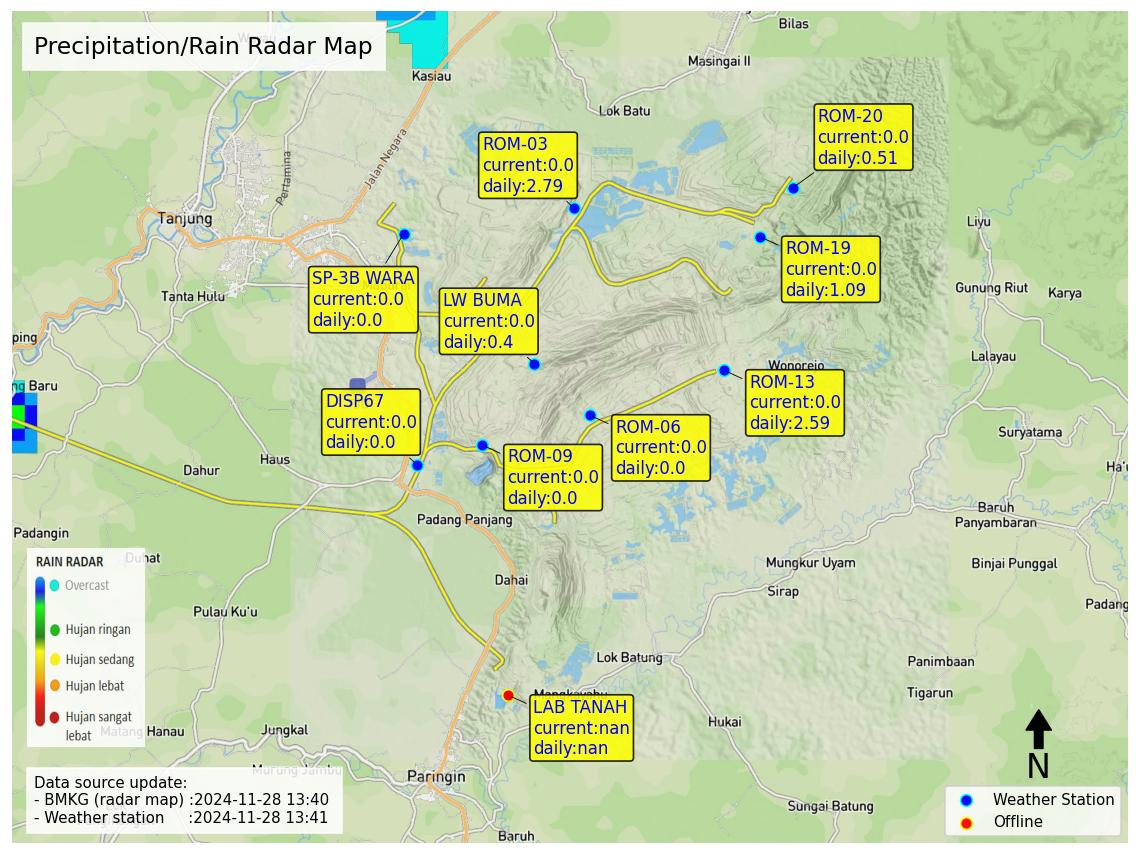 Precipitation/Rain Radar Map
Bilas
Masingai II
Kasiau
Lok Batu
Jalan Negara
Pertamina
Tanjung
Tanta Hulu
ROM-03
current:0.0
daily:2.79
ROM-20
current:0.0
daily:0.51
ROM-19
current:0.0
daily:1.09
SP-3B WARA
current:0.0
daily:0.0
LW BUMA
current:0.0
daily:0.4
Liyu
Gunung Riut
Karya
Lalayau
Wonorejo
ping
ng Baru
ROM-13
current:0.0
daily:2.59
DISP67
current:0.0
daily:0.0
ROM-06
current:0.0
daily:0.0
ROM-09
current:0.0
daily:0.0
Suryatama
Ha'u
Haus
Dahur
Padang Panjang
Baruh
Panyambaran
Padangin
Duhat
Dahai
Mungkur Uyam
Binjai Punggal
Sirap
Padang
Pulau Ku'u
RAIN RADAR
Overcast
Hujan ringan
Hujan sedang
Hujan lebat
Hujan sangat
lebat
Lok Batung
Panimbaan
Tigarun
Mangkayahu
LAB TANAH
current:nan
daily:nan
Hukai
Matang Hanau
Jungkal
Murung Jambu
Paringin
Sungai Batung
Baruh
N
Data source update:
- BMKG (radar map) :2024-11-28 13:40
- Weather station :2024-11-28 13:41
Weather Station
Offline